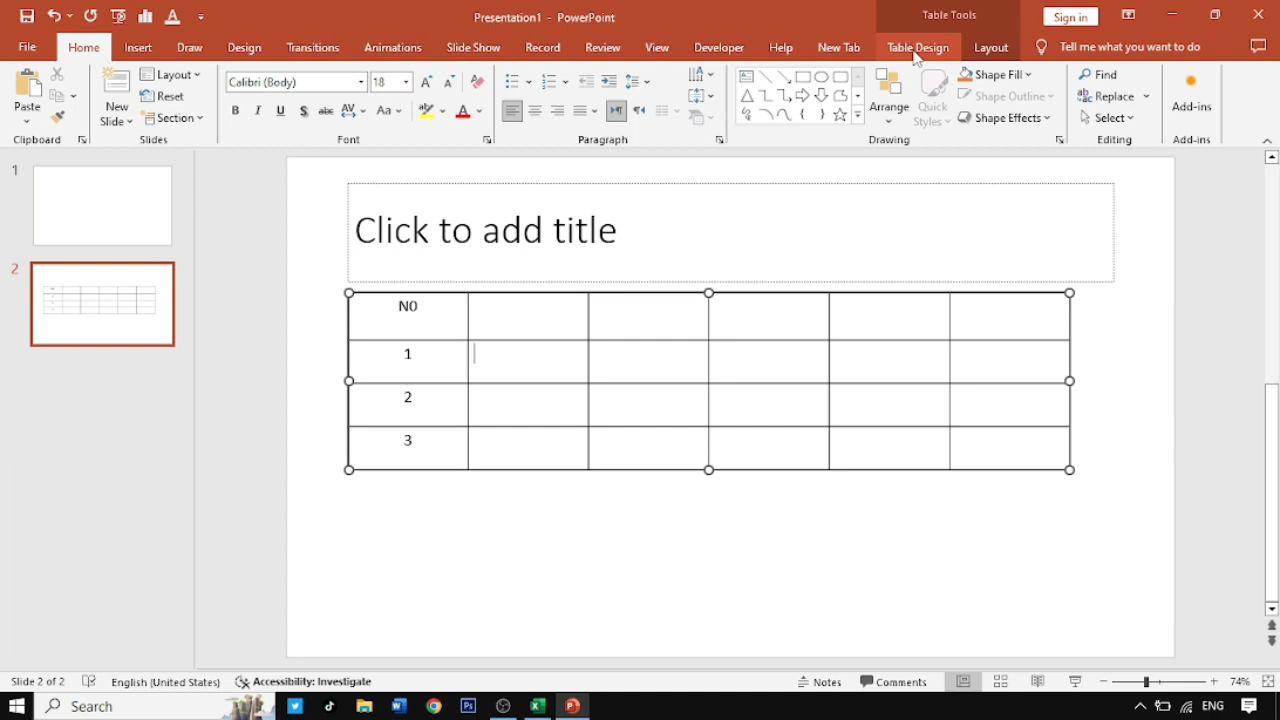 Presentation1 - PowerPoint
Table Tools
Sign in
File
Home
Insert
Draw
Design
Transitions
Animations
Slide Show
Record
Review
View
Developer
Help
New Tab
Table Design
Layout
Tell me what you want to do
Paste
Clipboard
New
Slide
Layout
Reset
Section
Slides
Calibri (Body)
18
B I U S abc AV Aa A
Font
Paragraph
Arrange
Quick
Styles
Shape Fill
Shape Outline
Shape Effects
Drawing
Find
Replace
Select
Editing
Add-ins
Add-ins
1
2
Click to add title
N0
1
2
3
Slide 2 of 2
English (United States)
Accessibility: Investigate
Notes
Comments
74%
Search
ENG